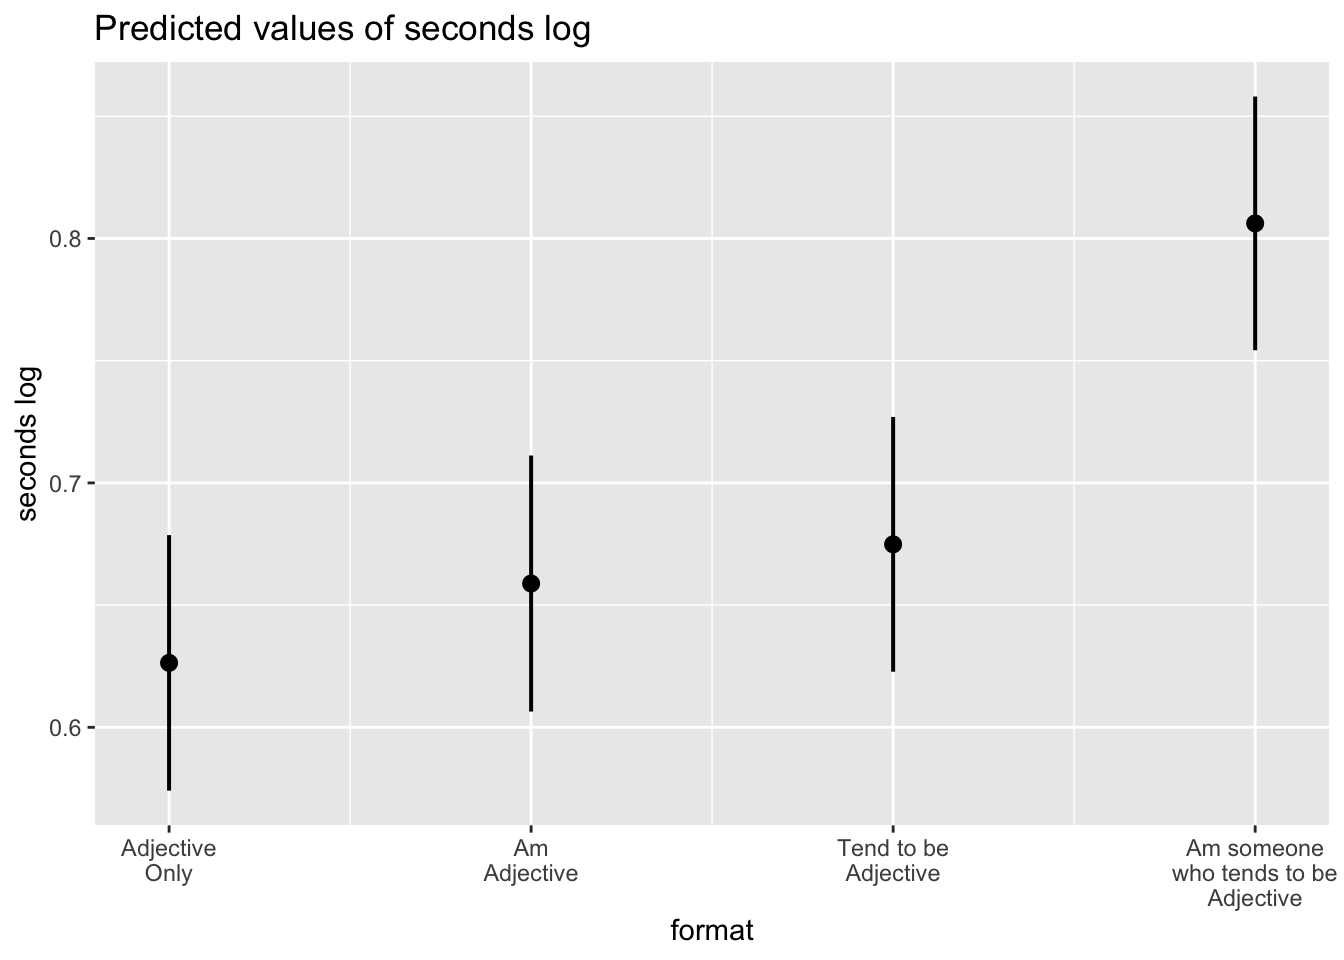 Predicted values of seconds log
seconds log
0.8
0.7
0.6
Adjective
Only
Am
Adjective
Tend to be
Adjective
Am someone
who tends to be
Adjective
format